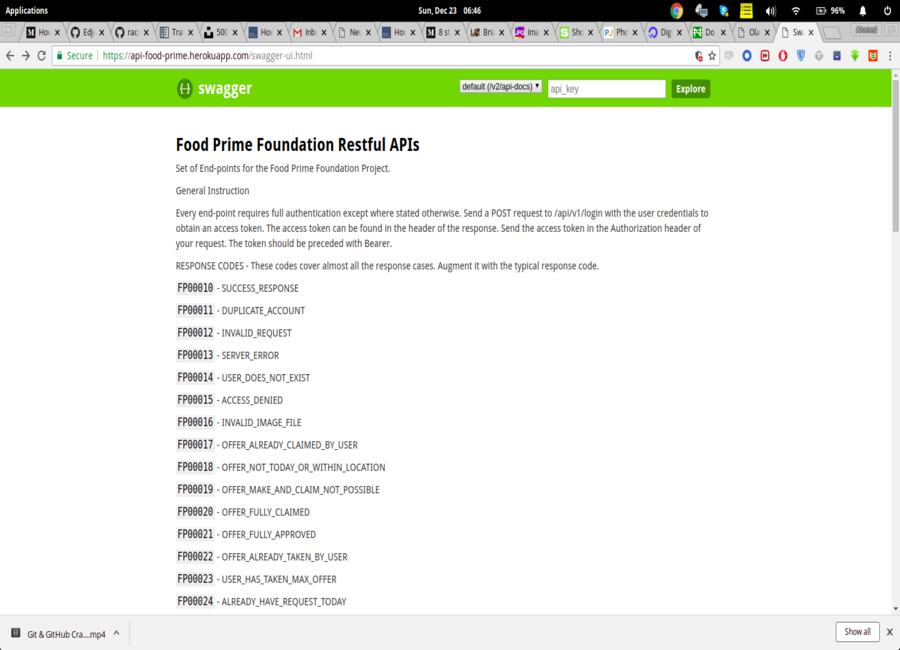 Applications
Sun, Dec 23 06:46
96%
Ho
Edj
rac
Tra
500
Ho
Inb
Ne
Ho
8 st
Bri
Ima
Sho
Pho
Dig
Do
Ola
Sw
Secure
https://api-food-prime.herokuapp.com/swagger-ui.html
swagger
default (/v2/api-docs)
api_key
Explore
Food Prime Foundation Restful APIs
Set of End-points for the Food Prime Foundation Project.
General Instruction
Every end-point requires full authentication except where stated otherwise. Send a POST request to /api/v1/login with the user credentials to
obtain an access token. The access token can be found in the header of the response. Send the access token in the Authorization header of
your request. The token should be preceded with Bearer.
RESPONSE CODES - These codes cover almost all the response cases. Augment it with the typical response code.
FP00010 - SUCCESS_RESPONSE
FP00011 - DUPLICATE_ACCOUNT
FP00012 - INVALID_REQUEST
FP00013 - SERVER_ERROR
FP00014 - USER_DOES_NOT_EXIST
FP00015 - ACCESS_DENIED
FP00016 - INVALID_IMAGE_FILE
FP00017 - OFFER_ALREADY_CLAIMED_BY_USER
FP00018 - OFFER_NOT_TODAY_OR_WITHIN_LOCATION
FP00019 - OFFER_MAKE_AND_CLAIM_NOT_POSSIBLE
FP00020 - OFFER_FULLY_CLAIMED
FP00021 - OFFER_FULLY_APPROVED
FP00022 - OFFER_ALREADY_TAKEN_BY_USER
FP00023 - USER_HAS_TAKEN_MAX_OFFER
FP00024 - ALREADY_HAVE_REQUEST_TODAY
Git & GitHub Cra....mp4
Show all